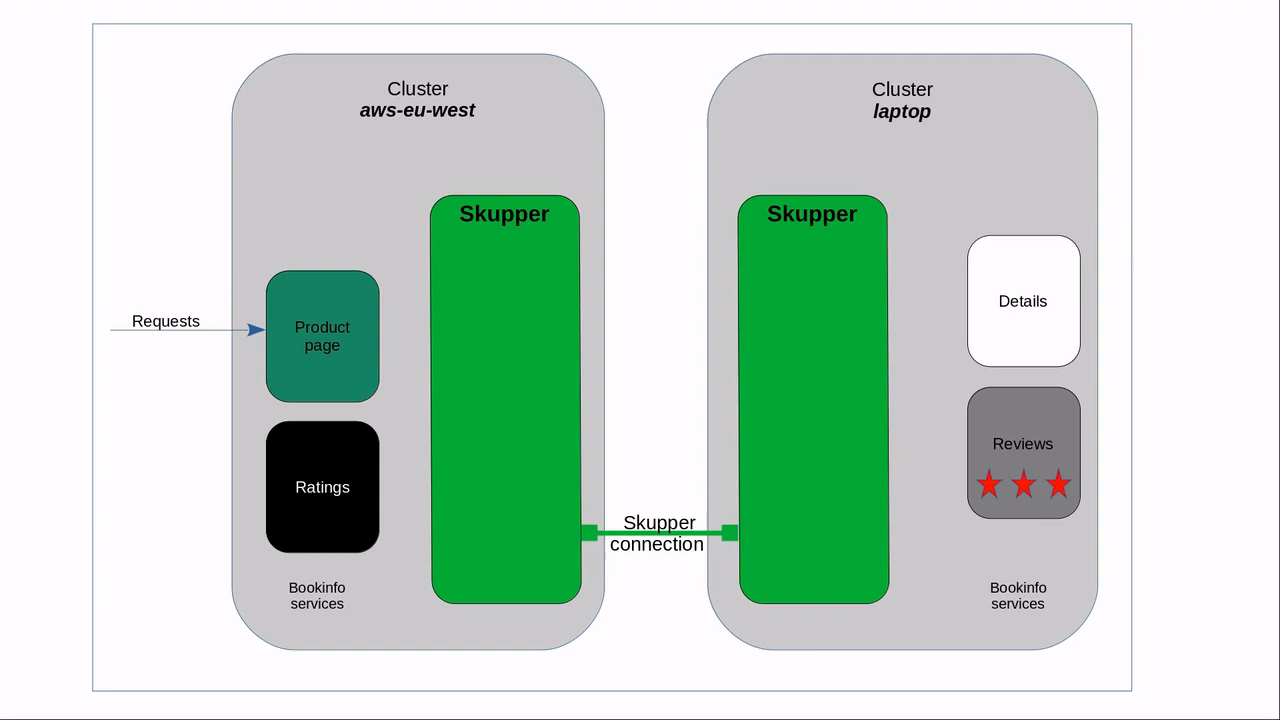 Cluster
aws-eu-west
Skupper
Requests
Product
page
Ratings
Bookinfo
services
Skupper
connection
Cluster
laptop
Skupper
Details
Reviews
Bookinfo
services